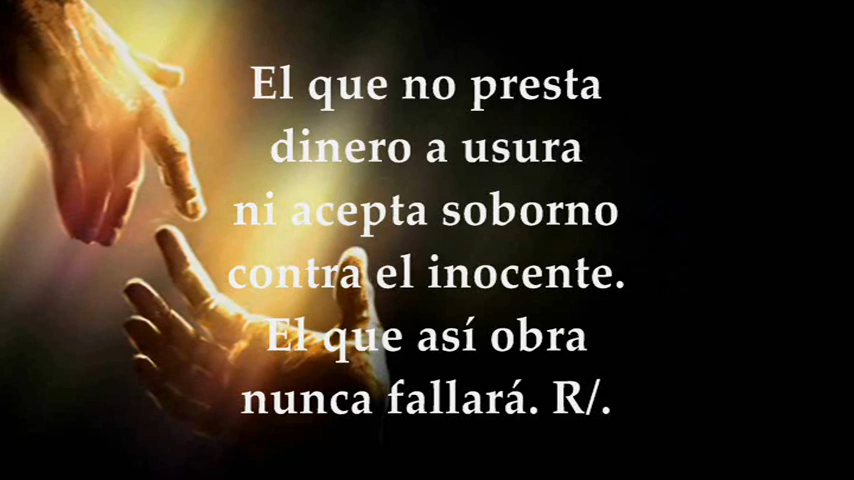 El que no presta
dinero a usura
ni acepta soborno
contra el inocente.
El que así obra
nunca fallará. R/.